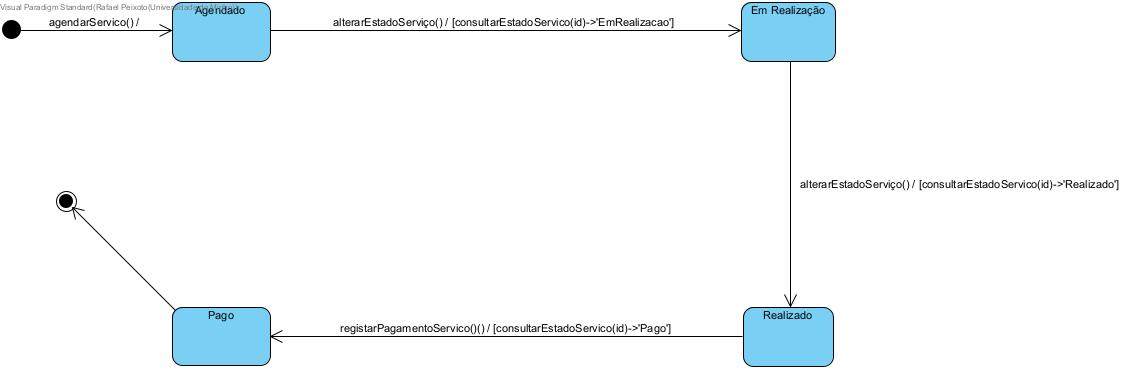 Visual Paradigm Standard(Rafael Peixoto(Universidade
Agendado
Em Realização
agendarServico() /
alterarEstadoServiço() / [consultarEstadoServico(id)->'EmRealizacao']
alterarEstadoServiço() / [consultarEstadoServico(id)->'Realizado']
Pago
Realizado
registarPagamentoServico()() / [consultarEstadoServico(id)->'Pago']